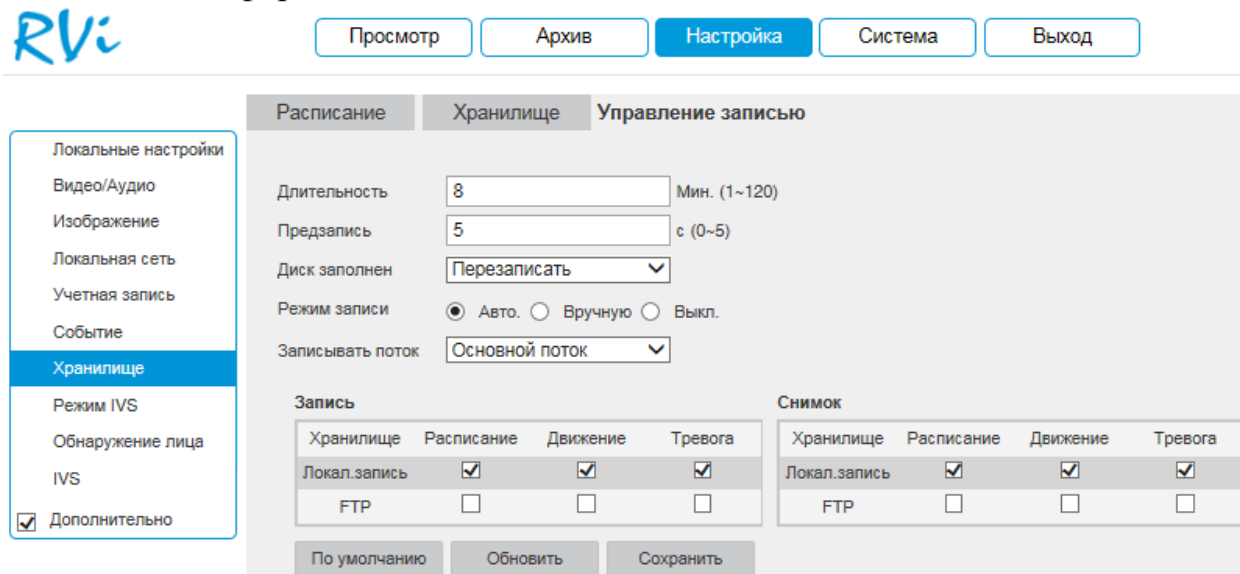 RVi
Просмотр Архив Настройка Система Выход
Расписание Хранилище Управление записью
Локальные настройки
Видео/Аудио
Изображение
Локальная сеть
Учетная запись
Событие
Хранилище
Режим IVS
Обнаружение лица
IVS
Дополнительно
Длительность 8 Мин. (1~120)
Предзапись 5 с (0~5)
Диск заполнен Перезаписать
Режим записи Авто. Вручную Выкл.
Записывать поток Основной поток
Запись
Хранилище Расписание Движение Тревога
Локал.запись
FTP
Снимок
Хранилище Расписание Движение Тревога
Локал.запись
FTP
По умолчанию Обновить Сохранить